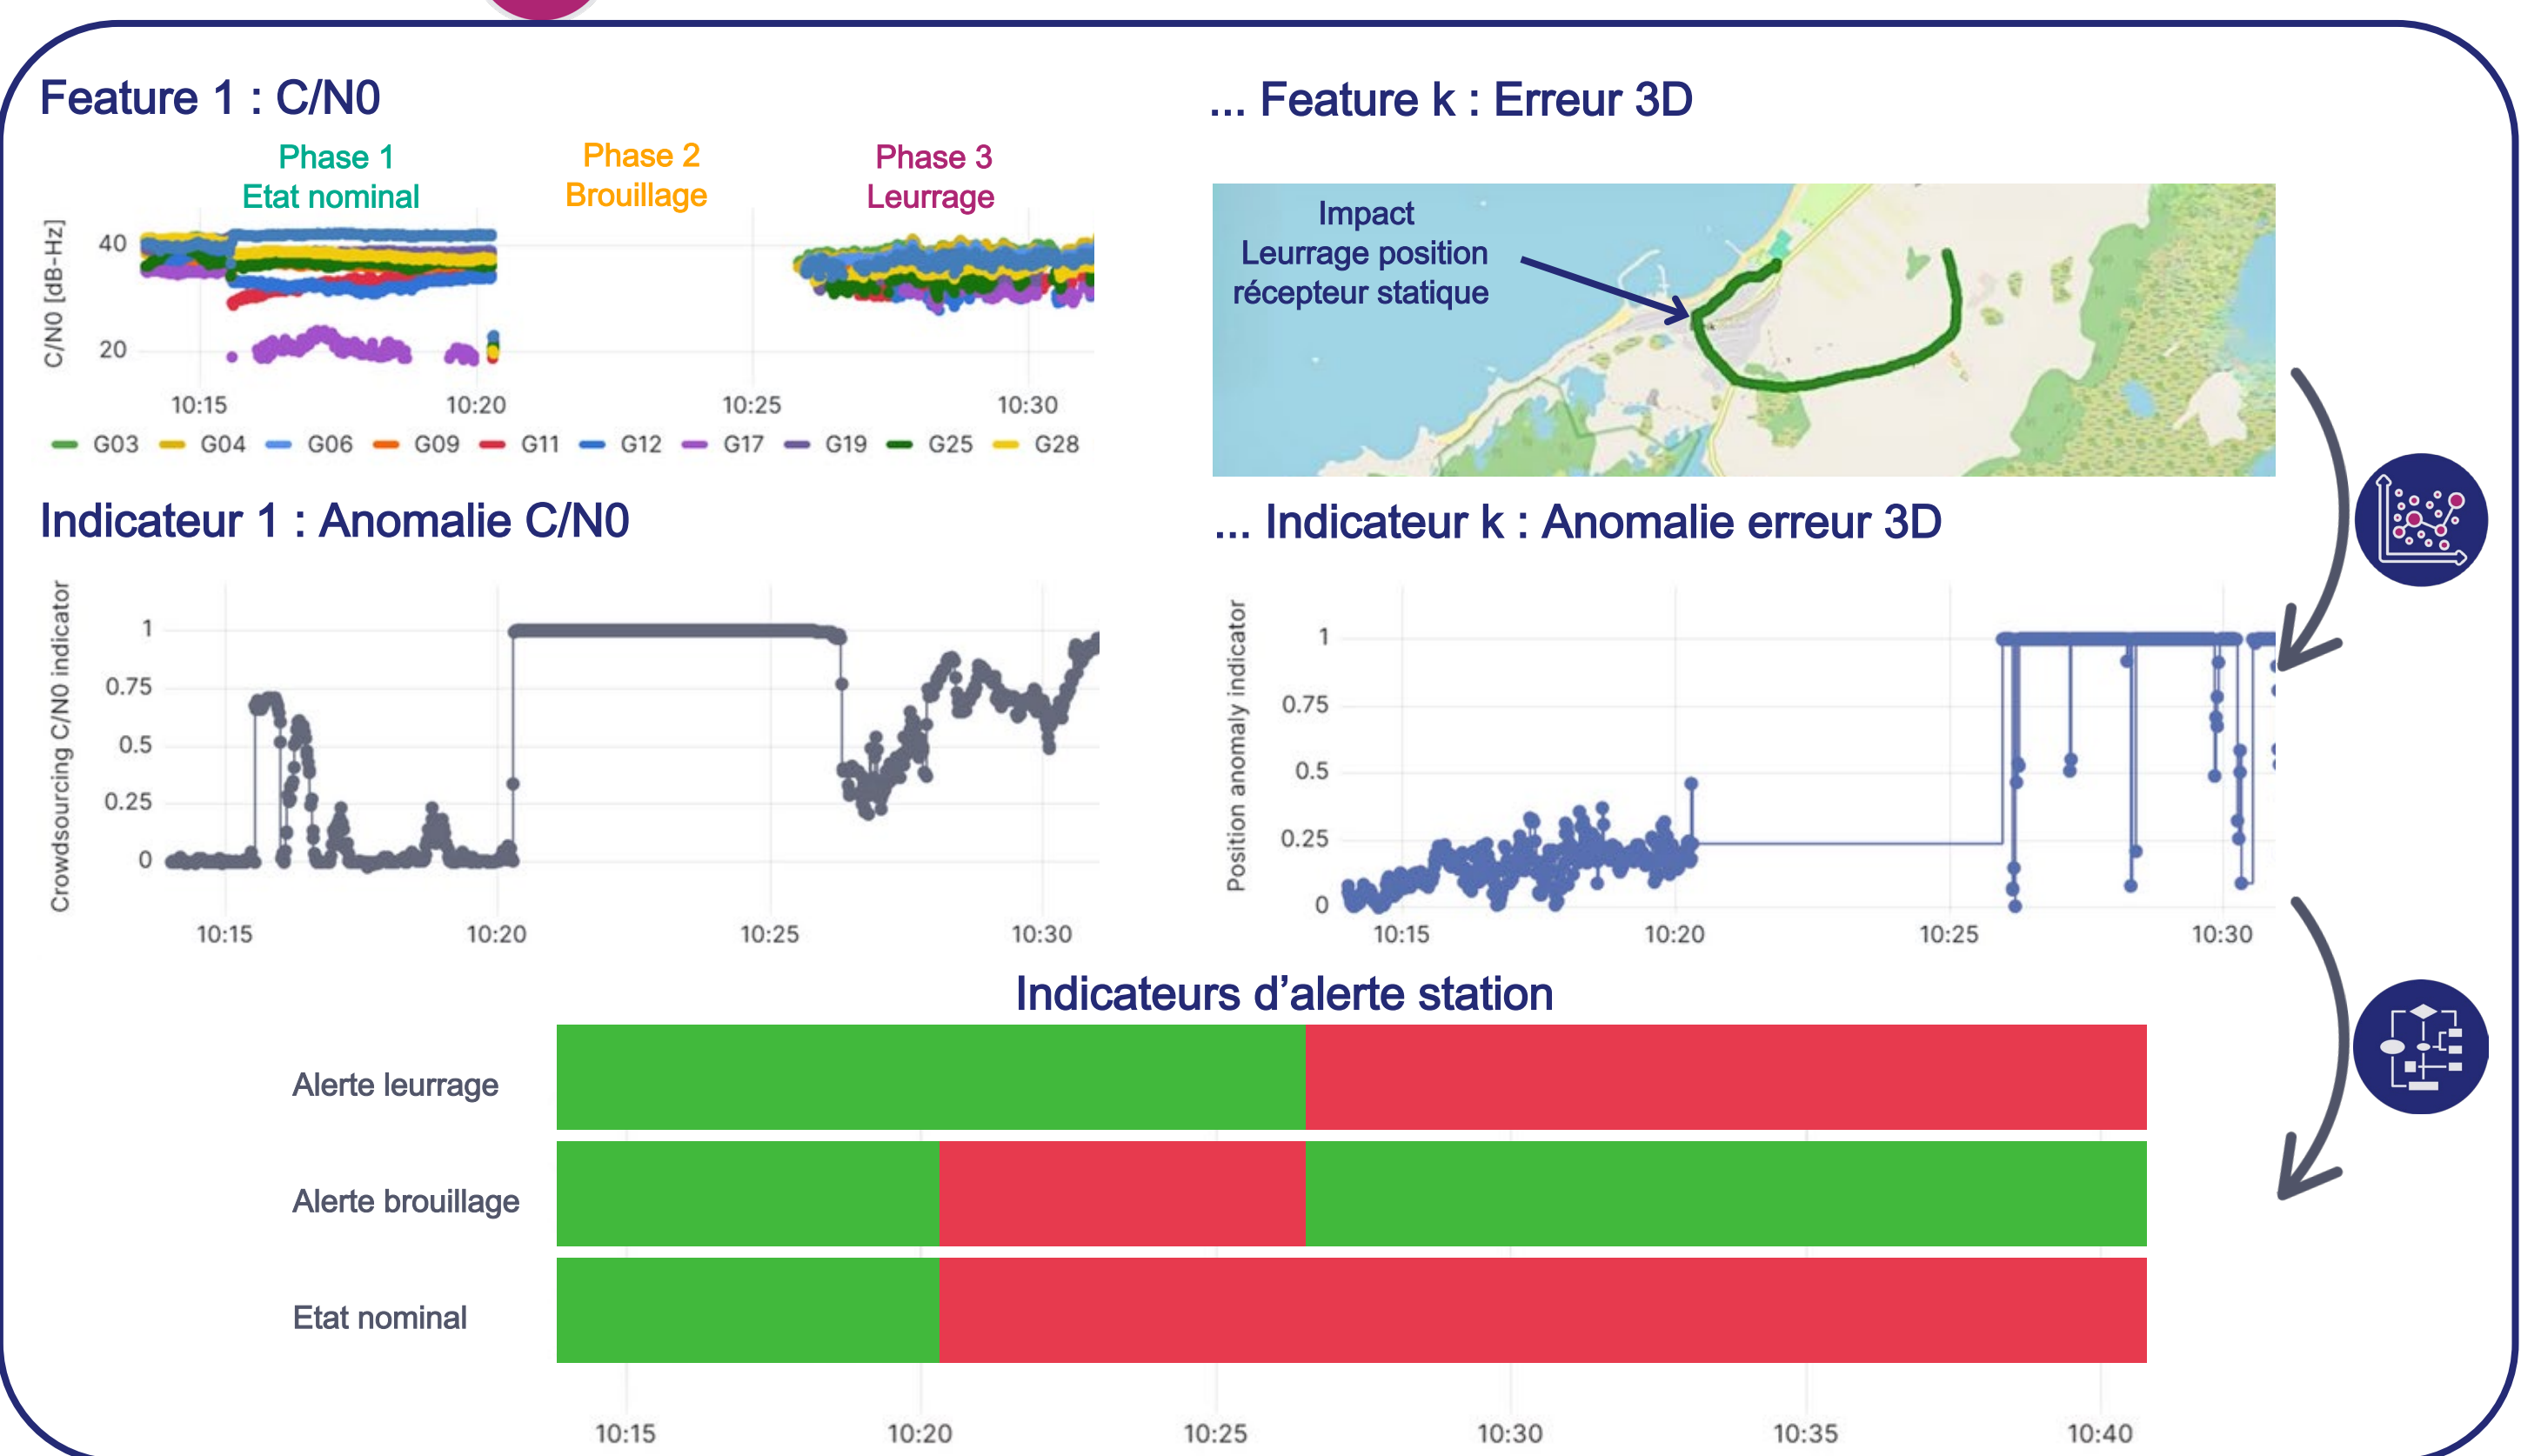 Feature 1 : C/N0
Phase 1
Etat nominal
Phase 2
Brouillage
Phase 3
Leurrage
C/N0 [dB-Hz]
40
20
10:15 10:20 10:25 10:30
G03 G04 G06 G09 G11 G12 G17 G19 G25 G28
... Feature k : Erreur 3D
Impact
Leurrage position
récepteur statique
Indicateur 1 : Anomalie C/N0
Crowdsourcing C/N0 indicator
1
0.75
0.5
0.25
0
10:15 10:20 10:25 10:30
... Indicateur k : Anomalie erreur 3D
Position anomaly indicator
1
0.75
0.5
0.25
0
10:15 10:20 10:25 10:30
Indicateurs d’alerte station
Alerte leurrage
Alerte brouillage
Etat nominal
10:15 10:20 10:25 10:30 10:35 10:40